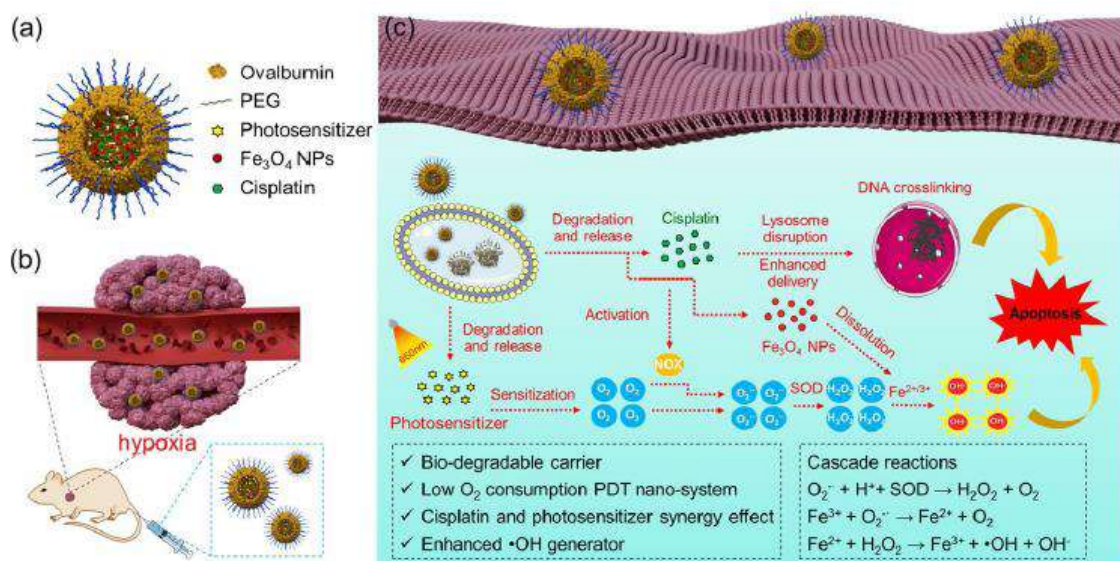 (a)
Ovalbumin
PEG
Photosensitizer
Fe₃O₄ NPs
Cisplatin
(b)
hypoxia
(c)
DNA crosslinking
Degradation
and release
Cisplatin
Lysosome
disruption
Enhanced
delivery
Apoptosis
Activation
Fe₃O₄ NPs
Dissolution
660nm
Degradation
and release
NOX
Photosensitizer
Sensitization
O₂ O₂
O₂ O₂
O₂⁻ O₂⁻
O₂⁻ O₂⁻
SOD
H₂O₂ H₂O₂
H₂O₂ H₂O₂
Fe²⁺/³⁺
OH· OH·
OH· OH·
✓ Bio-degradable carrier
✓ Low O₂ consumption PDT nano-system
✓ Cisplatin and photosensitizer synergy effect
✓ Enhanced •OH generator
Cascade reactions
O₂·⁻ + H⁺+ SOD → H₂O₂ + O₂
Fe³⁺ + O₂·⁻ → Fe²⁺ + O₂
Fe²⁺ + H₂O₂ → Fe³⁺ + •OH + OH⁻